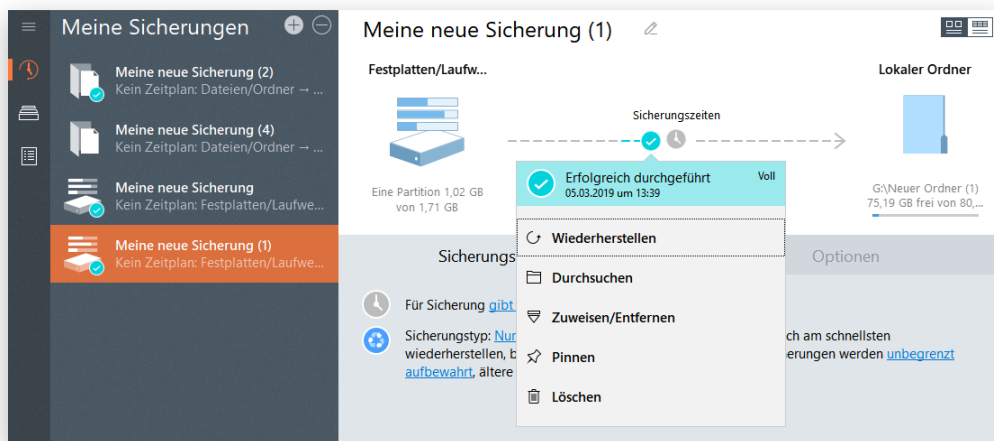 Meine Sicherungen
Meine neue Sicherung (2)
Kein Zeitplan: Dateien/Ordner → ...
Meine neue Sicherung (4)
Kein Zeitplan: Dateien/Ordner → ...
Meine neue Sicherung
Kein Zeitplan: Festplatten/Laufwe...
Meine neue Sicherung (1)
Kein Zeitplan: Festplatten/Laufwe...
Meine neue Sicherung (1)
Festplatten/Laufw...
Lokaler Ordner
Sicherungszeiten
Eine Partition 1,02 GB
von 1,71 GB
G:\Neuer Ordner (1)
75,19 GB frei von 80,...
Erfolgreich durchgeführt
Voll
05.03.2019 um 13:39
Wiederherstellen
Durchsuchen
Zuweisen/Entfernen
Pinnen
Löschen
Sicherungs
Optionen
Für Sicherung gibt
Sicherungstyp: Nur ch am schnellsten
wiederherstellen, b erungen werden unbegrenzt
aufbewahrt, ältere